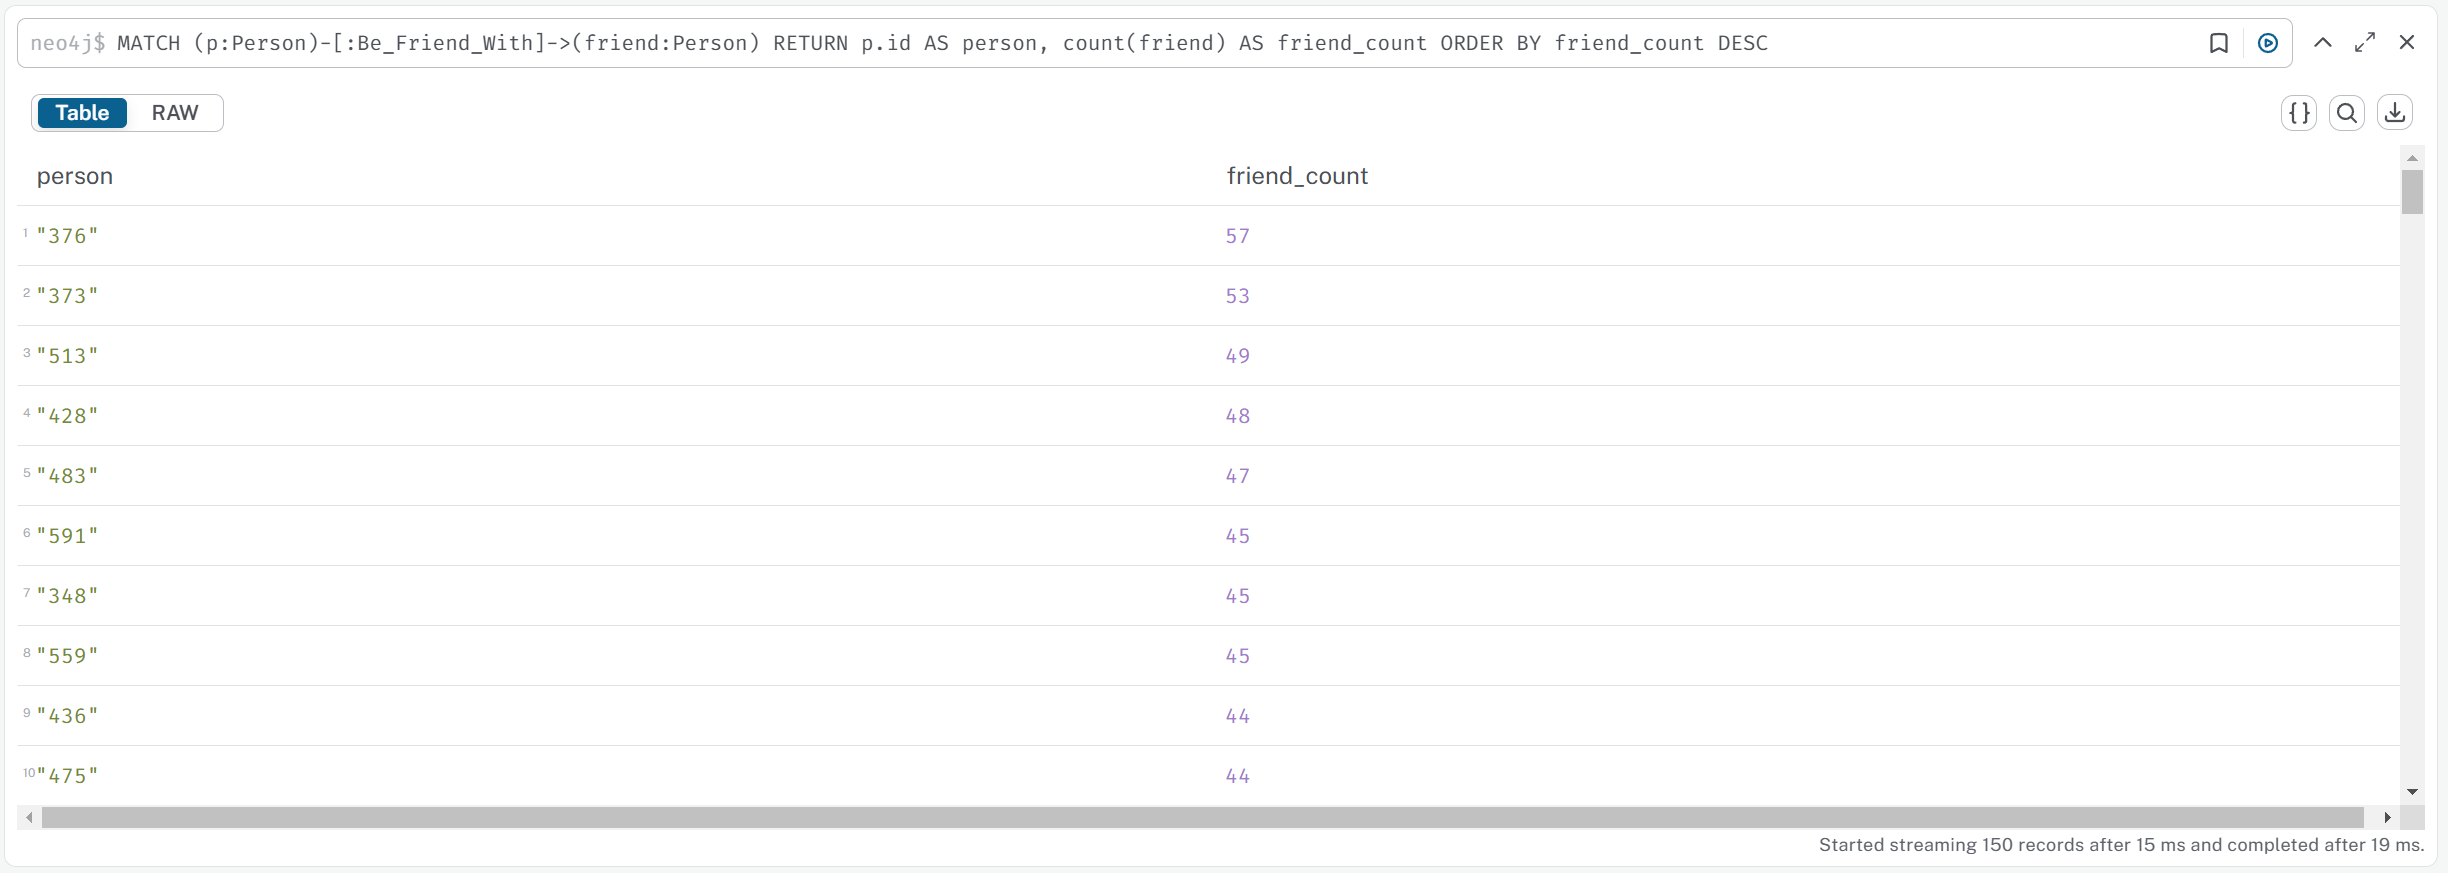 neo4j$ MATCH (p:Person)-[:Be_Friend_With]->(friend:Person) RETURN p.id AS person, count(friend) AS friend_count ORDER BY friend_count DESC
Table RAW
person friend_count
1 "376" 57
2 "373" 53
3 "513" 49
4 "428" 48
5 "483" 47
6 "591" 45
7 "348" 45
8 "559" 45
9 "436" 44
10 "475" 44
Started streaming 150 records after 15 ms and completed after 19 ms.